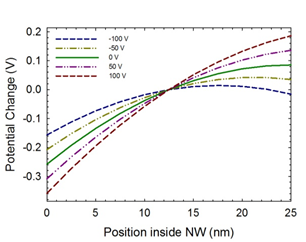 0.2
0.1
0.0
-0.1
-0.2
-0.3
Potential Change (V)
-100 V
-50 V
0 V
50 V
100 V
0 5 10 15 20 25
Position inside NW (nm)